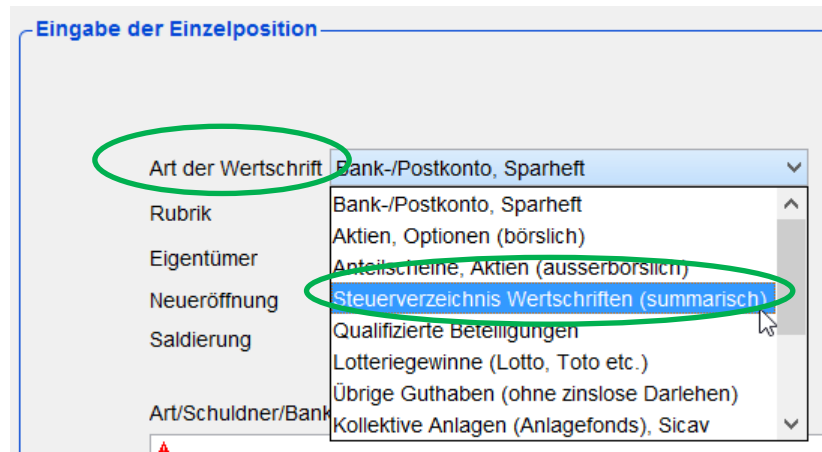 Eingabe der Einzelposition
Art der Wertschrift Bank-/Postkonto, Sparheft
Rubrik Bank-/Postkonto, Sparheft
Aktien, Optionen (börslich)
Eigentümer Anteilscheine, Aktien (ausserbörslich)
Neueröffnung Steuerverzeichnis Wertschriften (summarisch)
Saldierung Qualifizierte Beteiligungen
Lotteriegewinne (Lotto, Toto etc.)
Übrige Guthaben (ohne zinslose Darlehen)
Art/Schuldner/Bank Kollektive Anlagen (Anlagefonds), Sicav